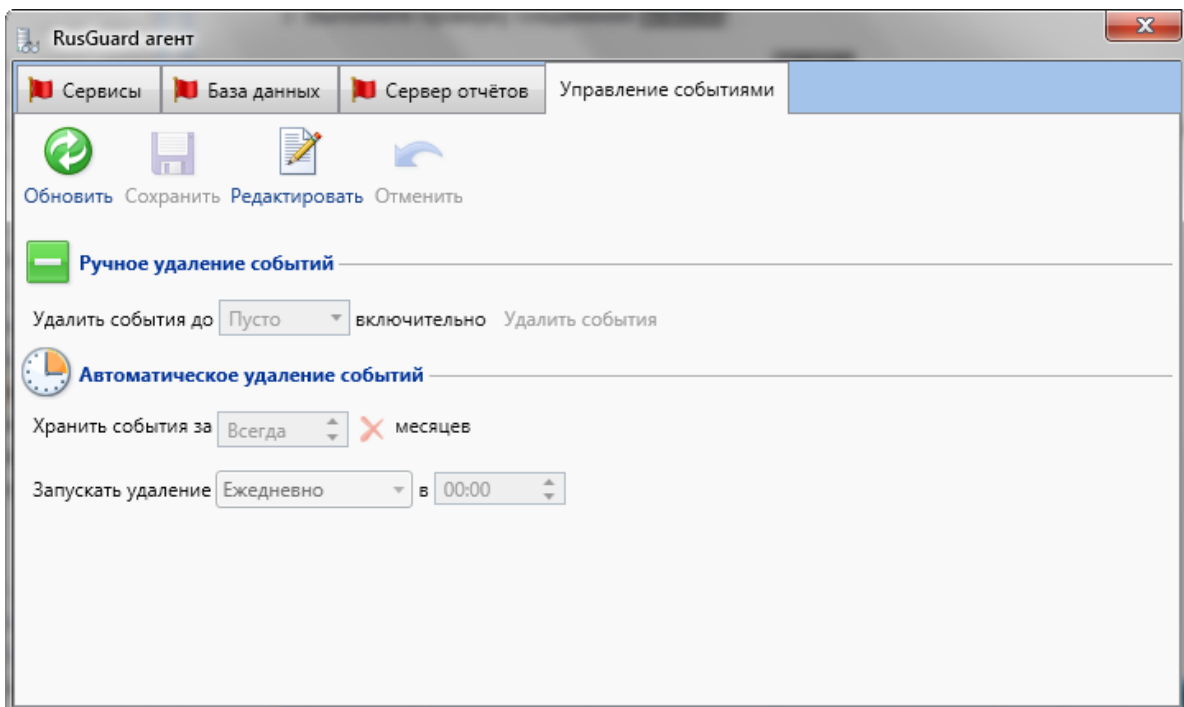 RusGuard агент
Сервисы База данных Сервер отчётов Управление событиями
Обновить Сохранить Редактировать Отменить
Ручное удаление событий
Удалить события до Пусто включительно Удалить события
Автоматическое удаление событий
Хранить события за Всегда месяцев
Запускать удаление Ежедневно в 00:00